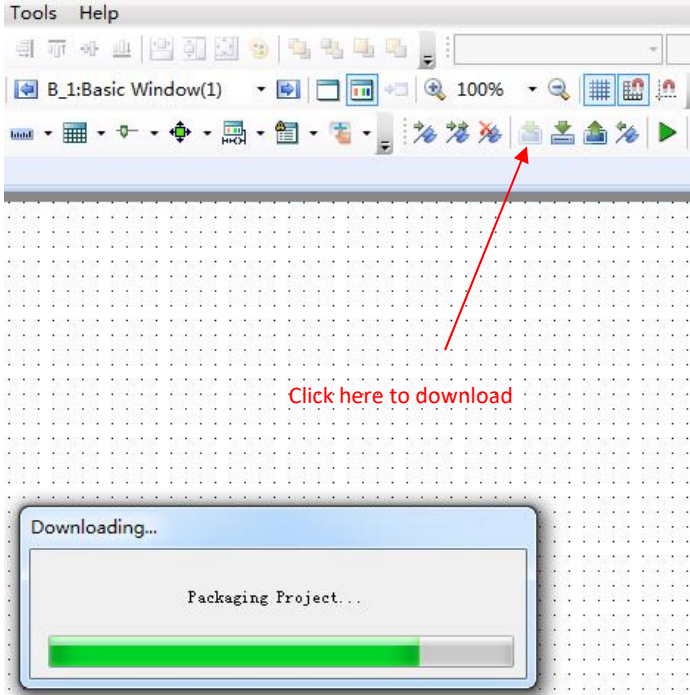 Tools Help
B_1:Basic Window(1) 100%
Click here to download
Downloading...
Packaging Project...